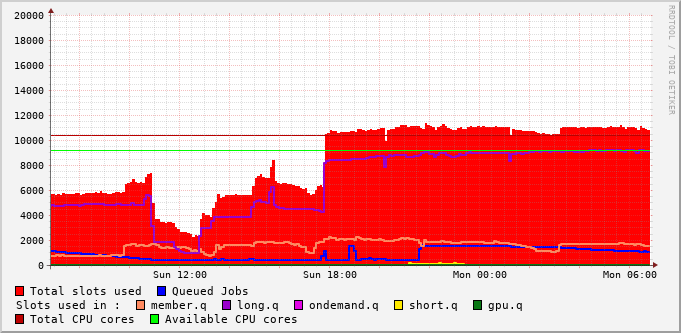 20000
18000
16000
14000
12000
10000
8000
6000
4000
2000
0
Sun 12:00 Sun 18:00 Mon 00:00 Mon 06:00
Total slots used Queued Jobs
Slots used in : member.q long.q ondemand.q short.q gpu.q
Total CPU cores Available CPU cores
RRDTOOL / TOBI OETIKER